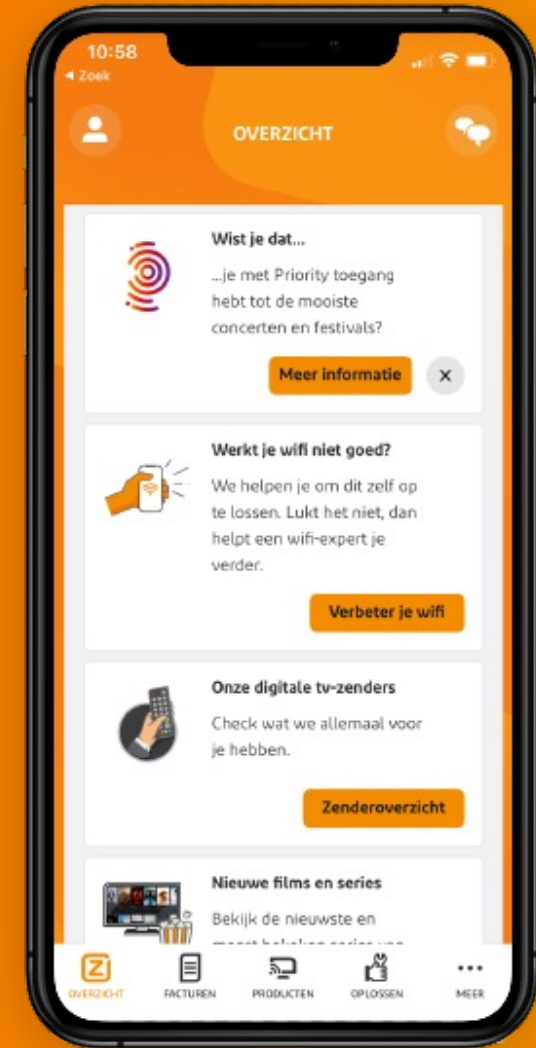 10:58
◀ Zoek
OVERZICHT
Wist je dat...
...je met Priority toegang
hebt tot de mooiste
concerten en festivals?
Meer informatie
X
Werkt je wifi niet goed?
We helpen je om dit zelf op
te lossen. Lukt het niet, dan
helpt een wifi-expert je
verder.
Verbeter je wifi
Onze digitale tv-zenders
Check wat we allemaal voor
je hebben.
Zenderoverzicht
Nieuwe films en series
Bekijk de nieuwste en
Z
OVERZICHT
FACTUREN
PRODUCTEN
OPLOSSEN
MEER